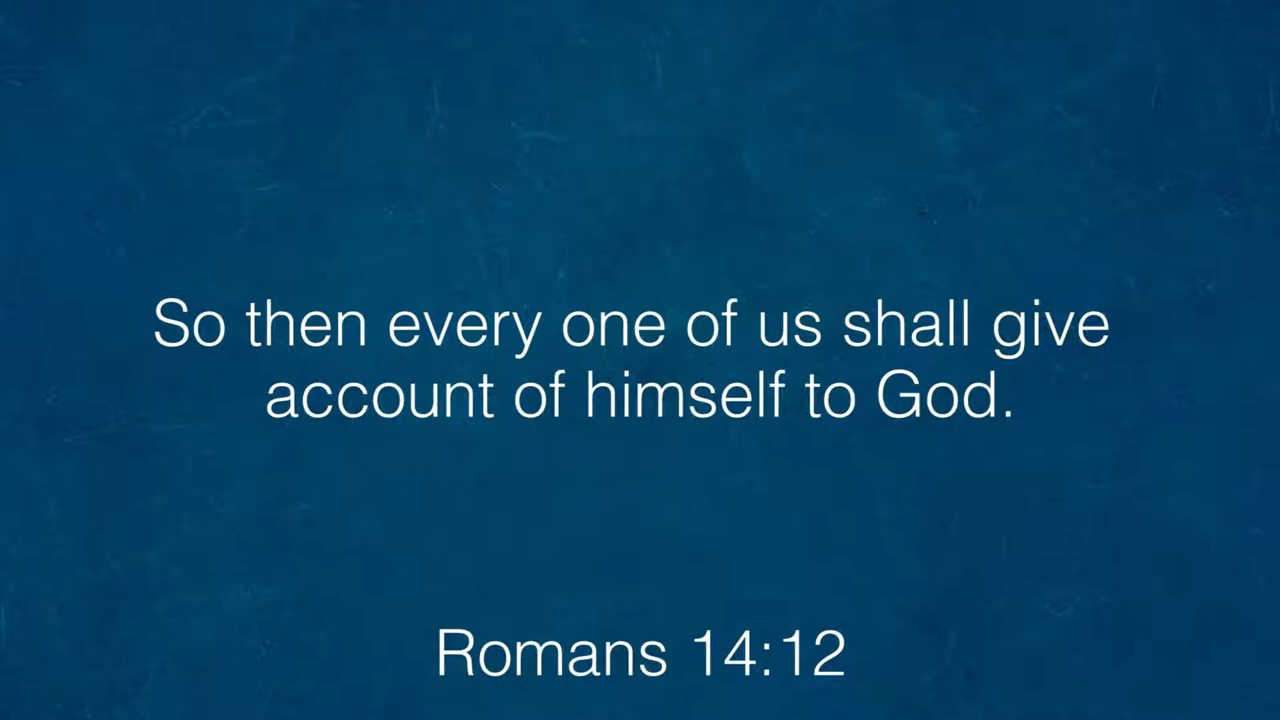 So then every one of us shall give
account of himself to God.
Romans 14:12